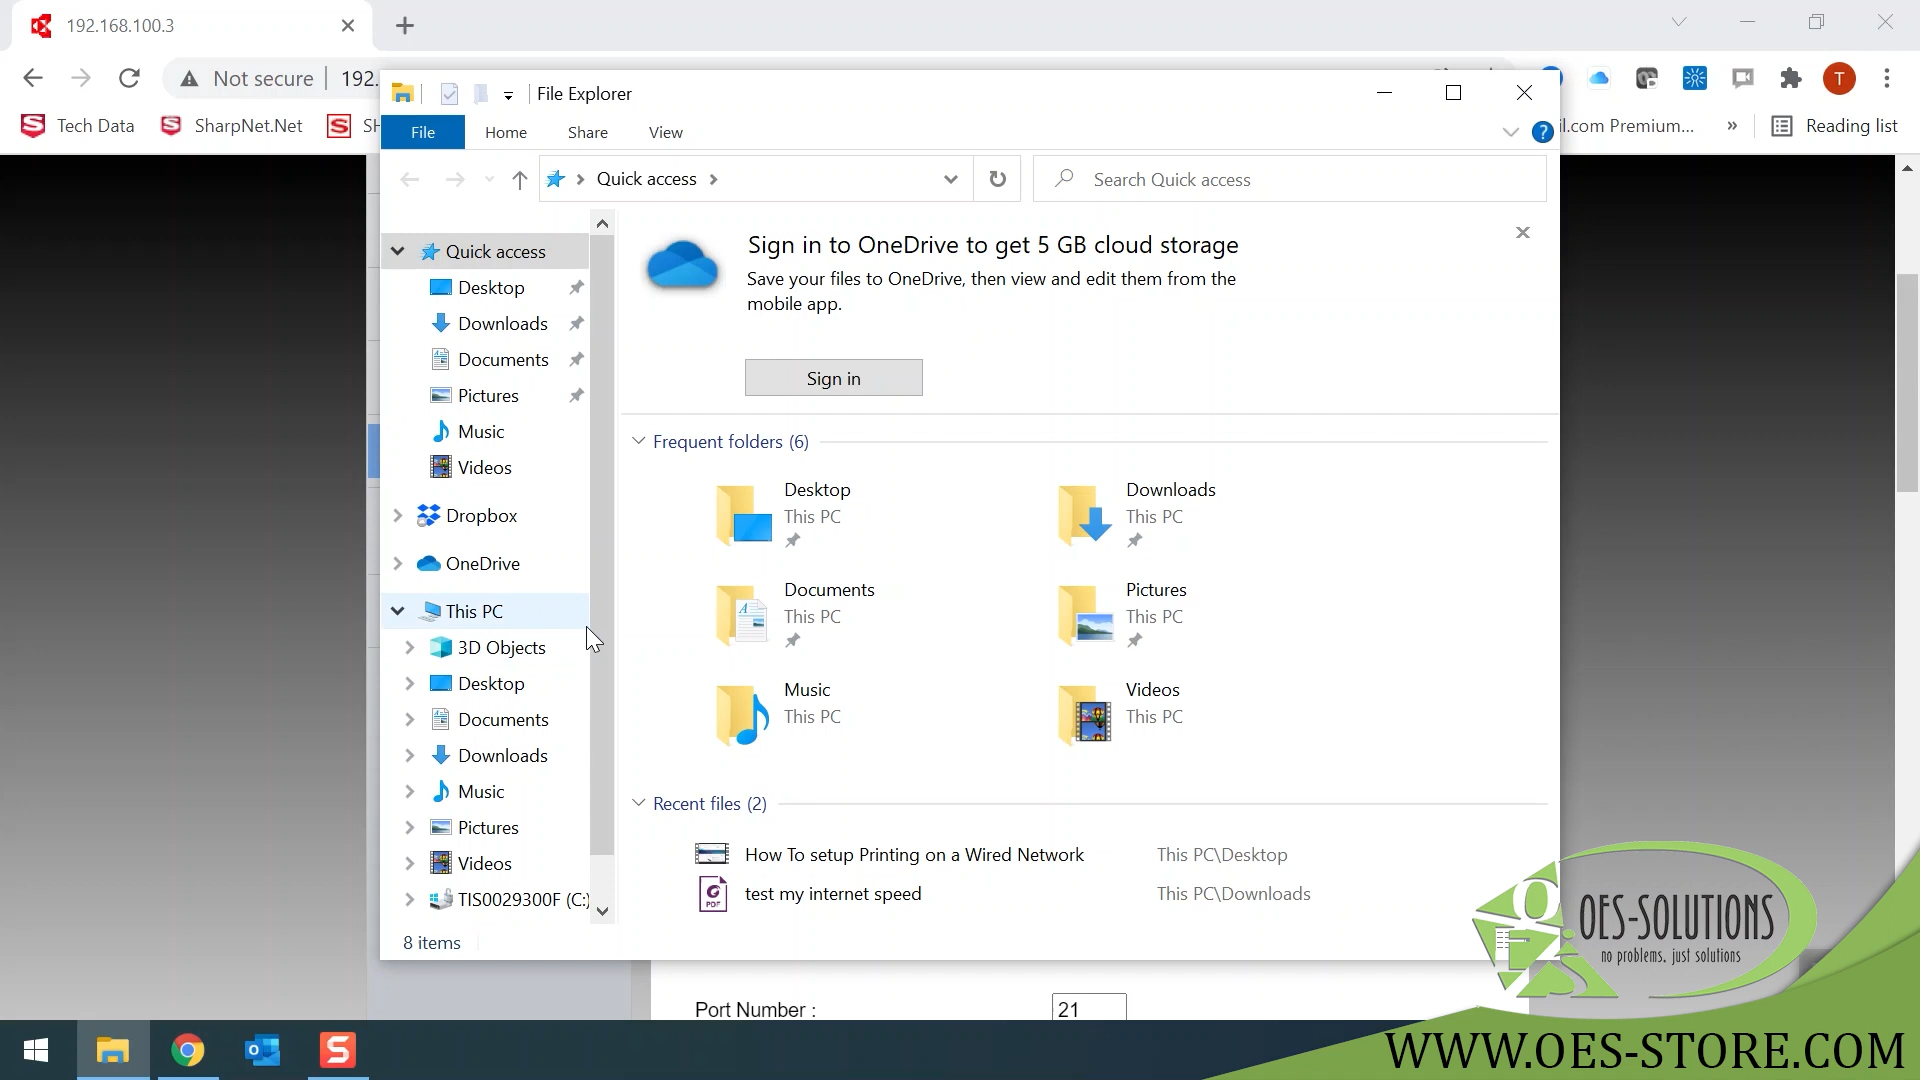 192.168.100.3
Not secure
192.
Tech Data
SharpNet.Net
SH
il.com Premium...
»
Reading list
T
File Explorer
File
Home
Share
View
?
Quick access
Search Quick access
Quick access
Desktop
Downloads
Documents
Pictures
Music
Videos
Dropbox
OneDrive
This PC
3D Objects
Desktop
Documents
Downloads
Music
Pictures
Videos
TIS0029300F (C:)
8 items
Sign in to OneDrive to get 5 GB cloud storage
Save your files to OneDrive, then view and edit them from the
mobile app.
Sign in
Frequent folders (6)
Desktop
This PC
Downloads
This PC
Documents
This PC
Pictures
This PC
Music
This PC
Videos
This PC
Recent files (2)
How To setup Printing on a Wired Network
This PC\Desktop
test my internet speed
This PC\Downloads
Port Number :
21
OES-SOLUTIONS
no problems, just solutions
WWW.OES-STORE.COM